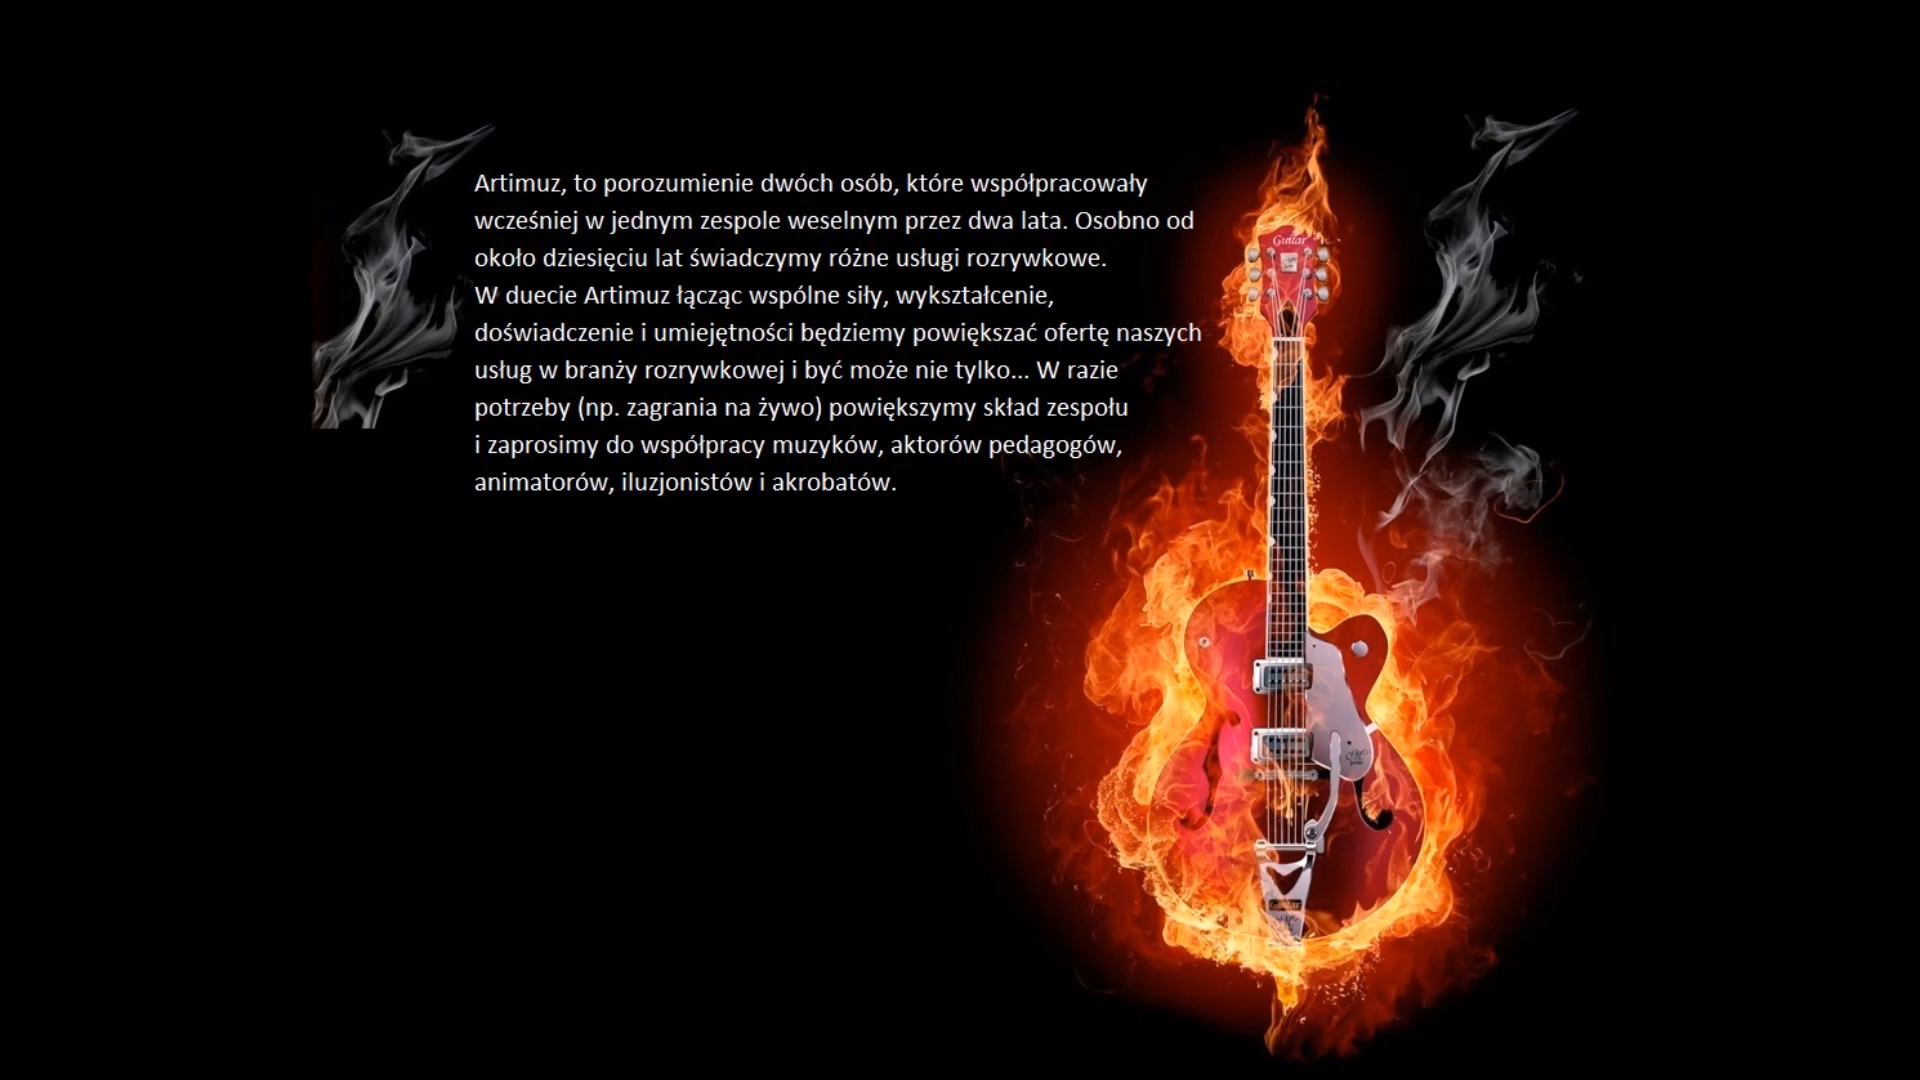 Artimuz, to porozumienie dwóch osób, które współpracowały
wcześniej w jednym zespole weselnym przez dwa lata. Osobno od
około dziesięciu lat świadczymy różne usługi rozrywkowe.
W duecie Artimuz łącząc wspólne siły, wykształcenie,
doświadczenie i umiejętności będziemy powiększać ofertę naszych
usług w branży rozrywkowej i być może nie tylko... W razie
potrzeby (np. zagrania na żywo) powiększymy skład zespołu
i zaprosimy do współpracy muzyków, aktorów pedagogów,
animatorów, iluzjonistów i akrobatów.
Guitar